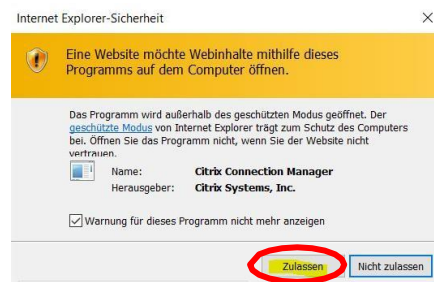 Internet Explorer-Sicherheit
Eine Website möchte Webinhalte mithilfe dieses
Programms auf dem Computer öffnen.
Das Programm wird außerhalb des geschützten Modus geöffnet. Der
geschützte Modus von Internet Explorer trägt zum Schutz des Computers
bei. Öffnen Sie das Programm nicht, wenn Sie der Website nicht
vertrauen.
Name: Citrix Connection Manager
Herausgeber: Citrix Systems, Inc.
Warnung für dieses Programm nicht mehr anzeigen
Zulassen Nicht zulassen